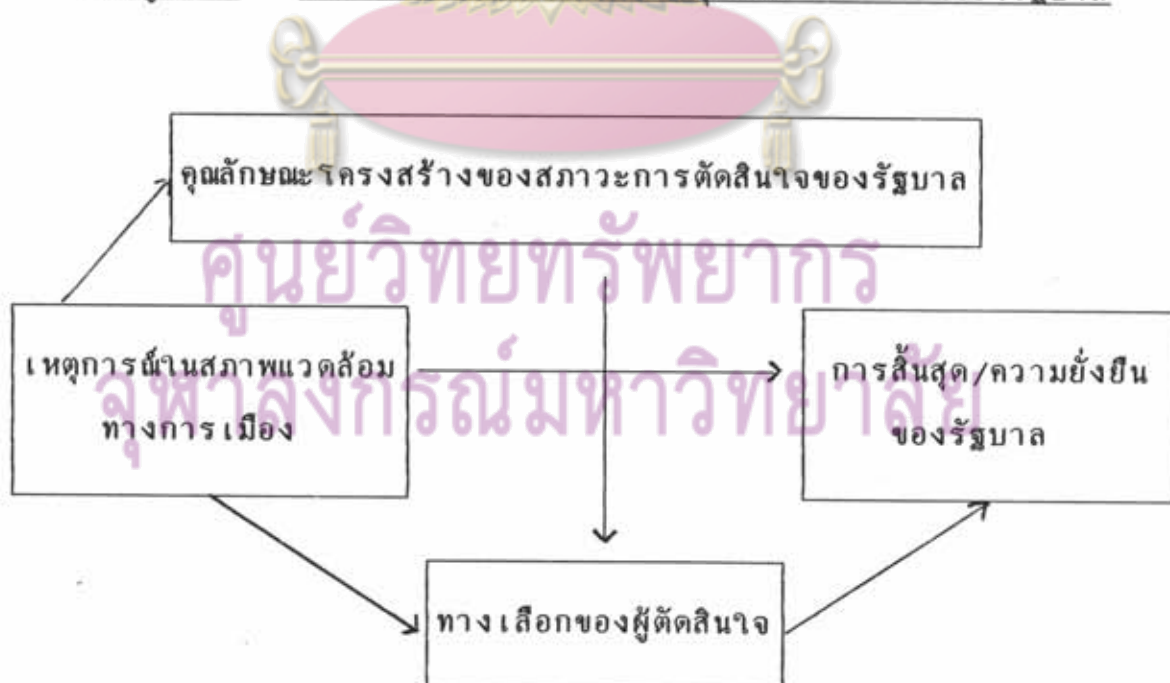 คุณลักษณะโครงสร้างของสภาวะการตัดสินใจของรัฐบาล
ศูนย์วิทยทรัพยากร
จุฬาลงกรณ์มหาวิทยาลัย
เหตุการณ์ในสภาพแวดล้อม
ทางการเมือง
การสิ้นสุด/ความยั่งยืน
ของรัฐบาล
ทางเลือกของผู้ตัดสินใจ